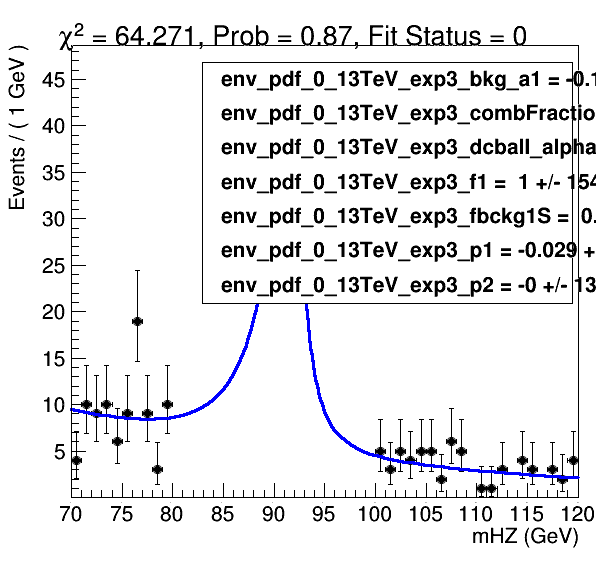 χ² = 64.271, Prob = 0.87, Fit Status = 0
Events / ( 1 GeV )
env_pdf_0_13TeV_exp3_bkg_a1 = -0.1
env_pdf_0_13TeV_exp3_combFractio
env_pdf_0_13TeV_exp3_dcball_alpha
env_pdf_0_13TeV_exp3_f1 = 1 +/- 154
env_pdf_0_13TeV_exp3_fbckg1S = 0.
env_pdf_0_13TeV_exp3_p1 = -0.029 +
env_pdf_0_13TeV_exp3_p2 = -0 +/- 13
45
40
35
30
25
20
15
10
5
70 75 80 85 90 95 100 105 110 115 120
mHZ (GeV)